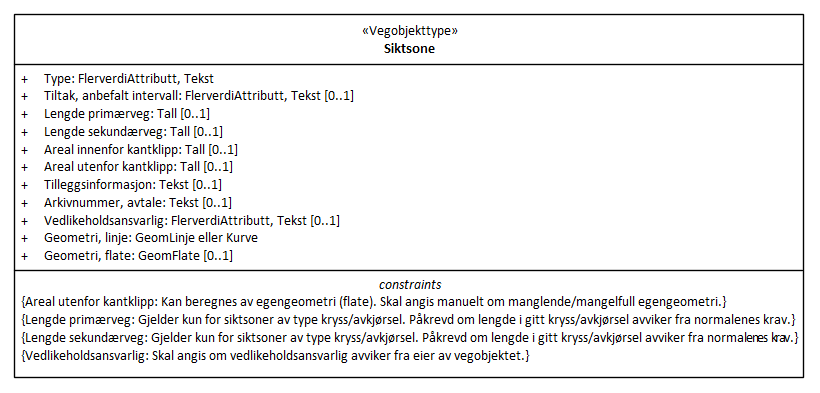 «Vegobjekttype»
Siktsone
+ Type: FlerverdiAttributt, Tekst
+ Tiltak, anbefalt intervall: FlerverdiAttributt, Tekst [0..1]
+ Lengde primærveg: Tall [0..1]
+ Lengde sekundærveg: Tall [0..1]
+ Areal innenfor kantklipp: Tall [0..1]
+ Areal utenfor kantklipp: Tall [0..1]
+ Tilleggsinformasjon: Tekst [0..1]
+ Arkivnummer, avtale: Tekst [0..1]
+ Vedlikeholdsansvarlig: FlerverdiAttributt, Tekst [0..1]
+ Geometri, linje: GeomLinje eller Kurve
+ Geometri, flate: GeomFlate [0..1]
constraints
{Areal utenfor kantklipp: Kan beregnes av egengeometri (flate). Skal angis manuelt om manglende/mangelfull egengeometri.}
{Lengde primærveg: Gjelder kun for siktsoner av type kryss/avkjørsel. Påkrevd om lengde i gitt kryss/avkjørsel avviker fra normalenes krav.}
{Lengde sekundærveg: Gjelder kun for siktsoner av type kryss/avkjørsel. Påkrevd om lengde i gitt kryss/avkjørsel avviker fra normalenes krav.}
{Vedlikeholdsansvarlig: Skal angis om vedlikeholdsansvarlig avviker fra eier av vegobjektet.}